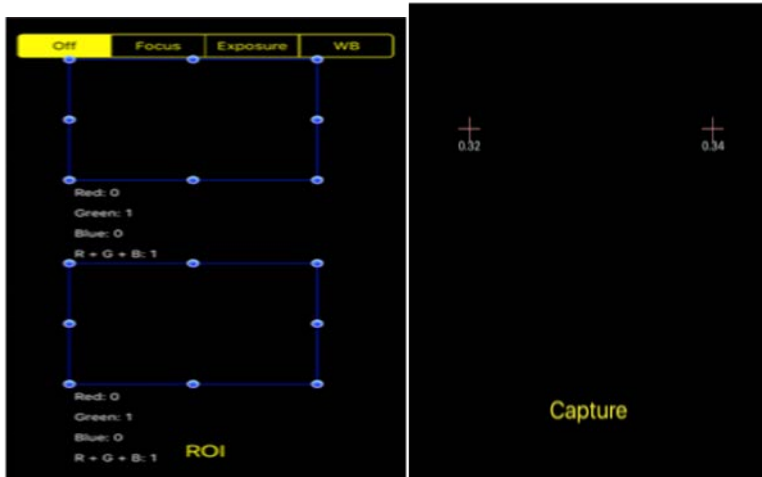 Off Focus Exposure WB
Red: 0
Green: 1
Blue: 0
R + G + B: 1
Red: 0
Green: 1
Blue: 0
R + G + B: 1
ROI
0.32 0.34
Capture